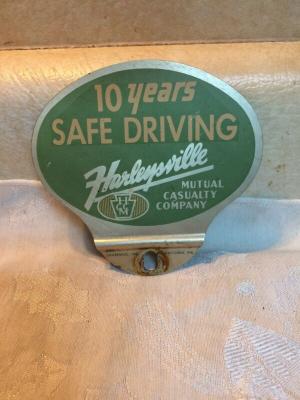 10 years
SAFE DRIVING
Harleysville
MUTUAL
CASUALTY
COMPANY
H
M